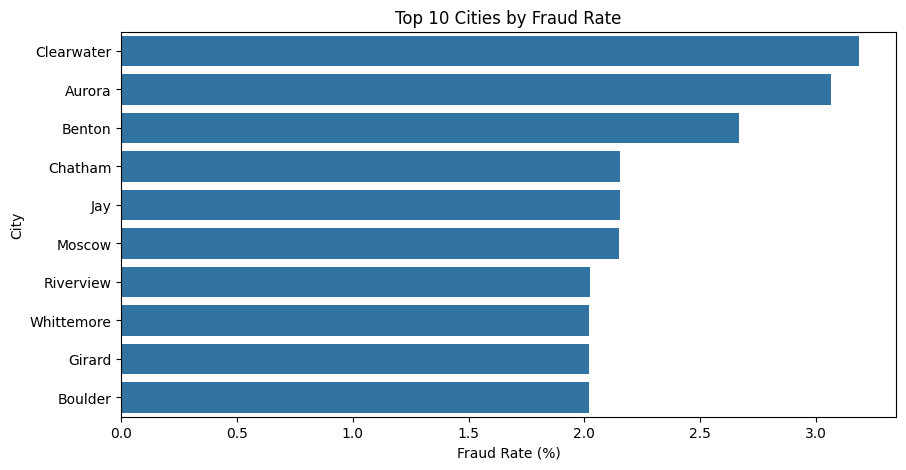 Top 10 Cities by Fraud Rate
City
Clearwater
Aurora
Benton
Chatham
Jay
Moscow
Riverview
Whittemore
Girard
Boulder
0.0 0.5 1.0 1.5 2.0 2.5 3.0
Fraud Rate (%)